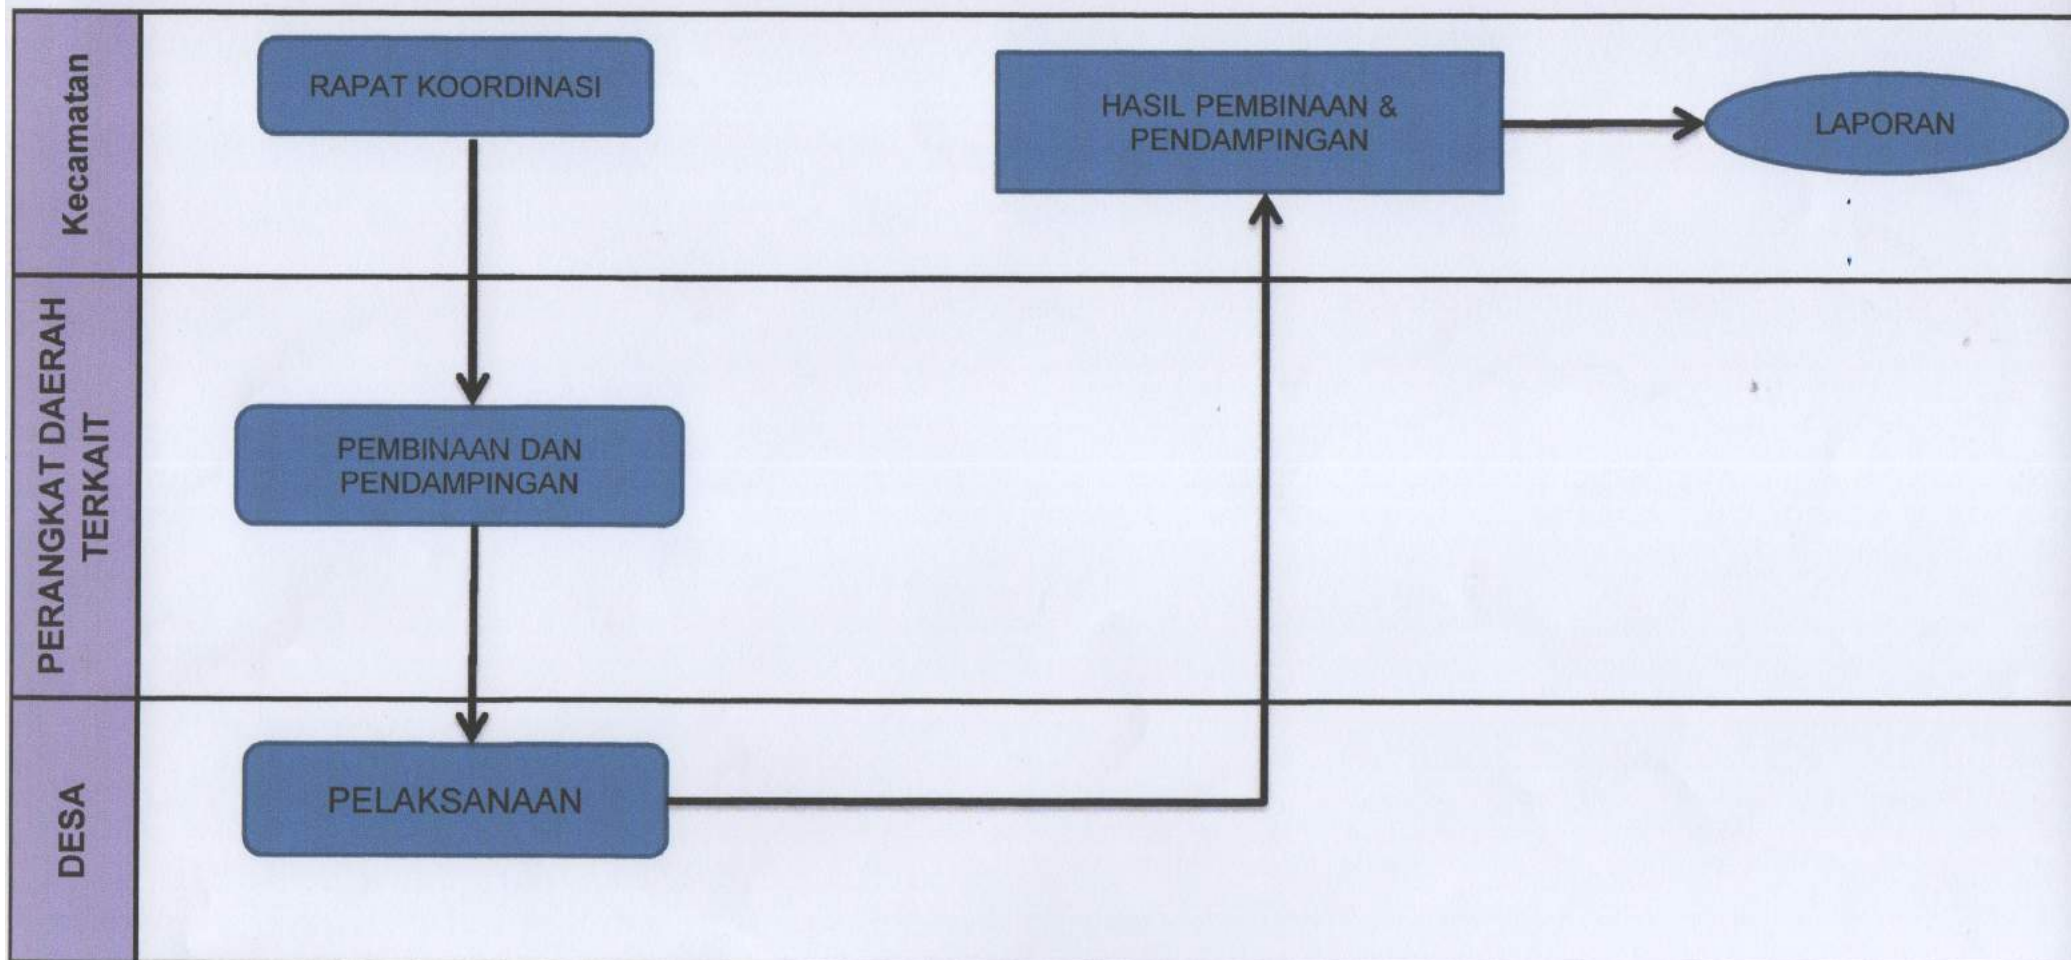 Kecamatan
RAPAT KOORDINASI
HASIL PEMBINAAN &
PENDAMPINGAN
LAPORAN
PERANGKAT DAERAH
TERKAIT
PEMBINAAN DAN
PENDAMPINGAN
DESA
PELAKSANAAN